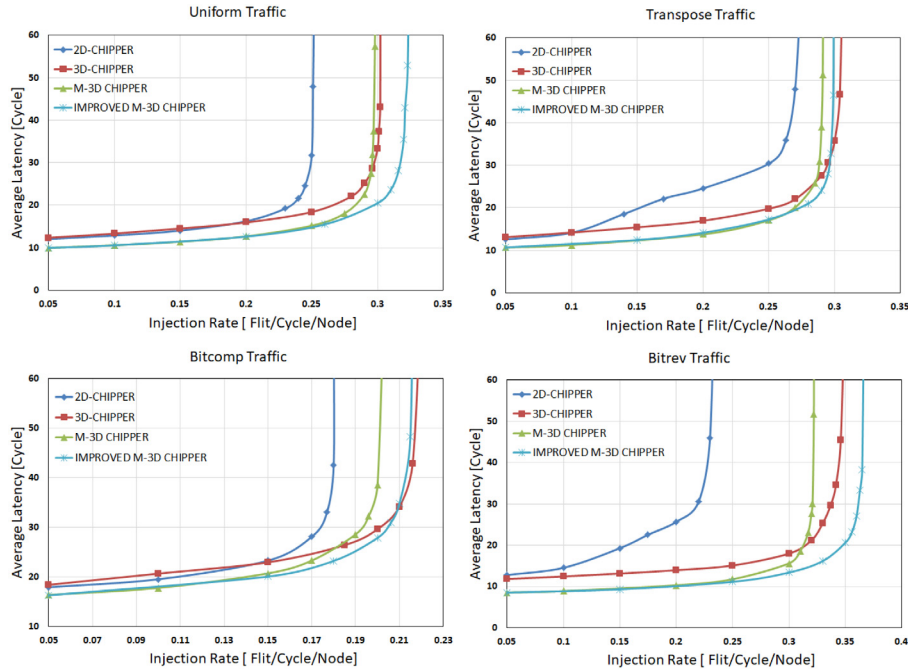 Uniform Traffic
60
50
40
30
20
10
0
Average Latency [Cycle]
2D-CHIPPER
3D-CHIPPER
M-3D CHIPPER
IMPROVED M-3D CHIPPER
0.05 0.1 0.15 0.2 0.25 0.3 0.35
Injection Rate [ Flit/Cycle/Node]
Transpose Traffic
60
50
40
30
20
10
0
Average Latency [Cycle]
2D-CHIPPER
3D-CHIPPER
M-3D CHIPPER
IMPROVED M-3D CHIPPER
0.05 0.1 0.15 0.2 0.25 0.3 0.35
Injection Rate [ Flit/Cycle/Node]
Bitcomp Traffic
60
50
40
30
20
10
Average Latency [Cycle]
2D-CHIPPER
3D-CHIPPER
M-3D CHIPPER
IMPROVED M-3D CHIPPER
0.05 0.07 0.09 0.11 0.13 0.15 0.17 0.19 0.21 0.23
Injection Rate [ Flit/Cycle/Node]
Bitrev Traffic
60
50
40
30
20
10
0
Average Latency [Cycle]
2D-CHIPPER
3D-CHIPPER
M-3D CHIPPER
IMPROVED M-3D CHIPPER
0.05 0.1 0.15 0.2 0.25 0.3 0.35 0.4
Injection Rate [ Flit/Cycle/Node]